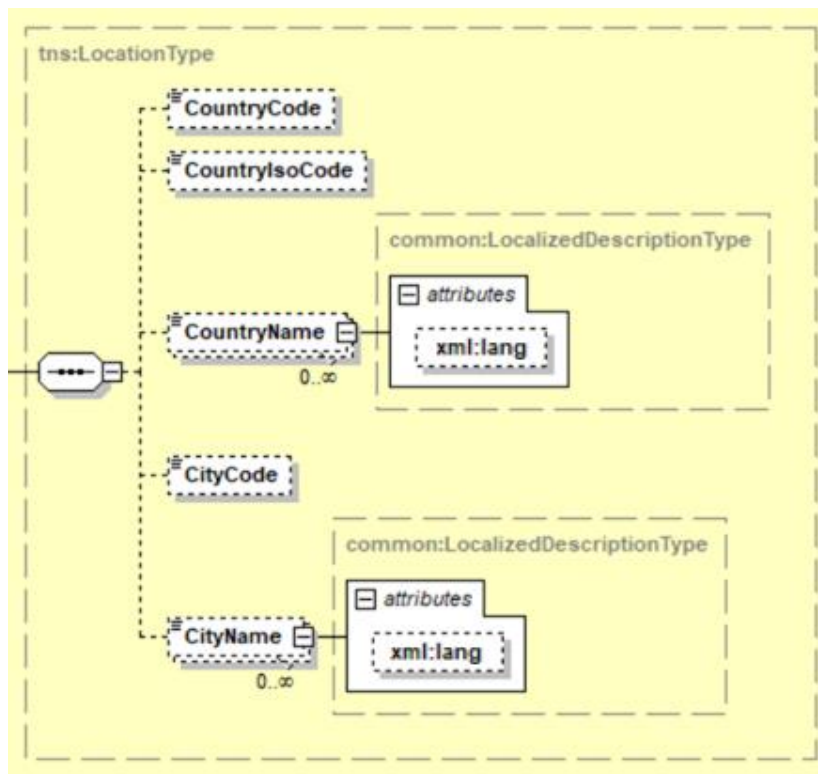 tns:LocationType
CountryCode
CountryIsoCode
common:LocalizedDescriptionType
attributes
CountryName
xml:lang
0..∞
CityCode
common:LocalizedDescriptionType
attributes
CityName
xml:lang
0..∞